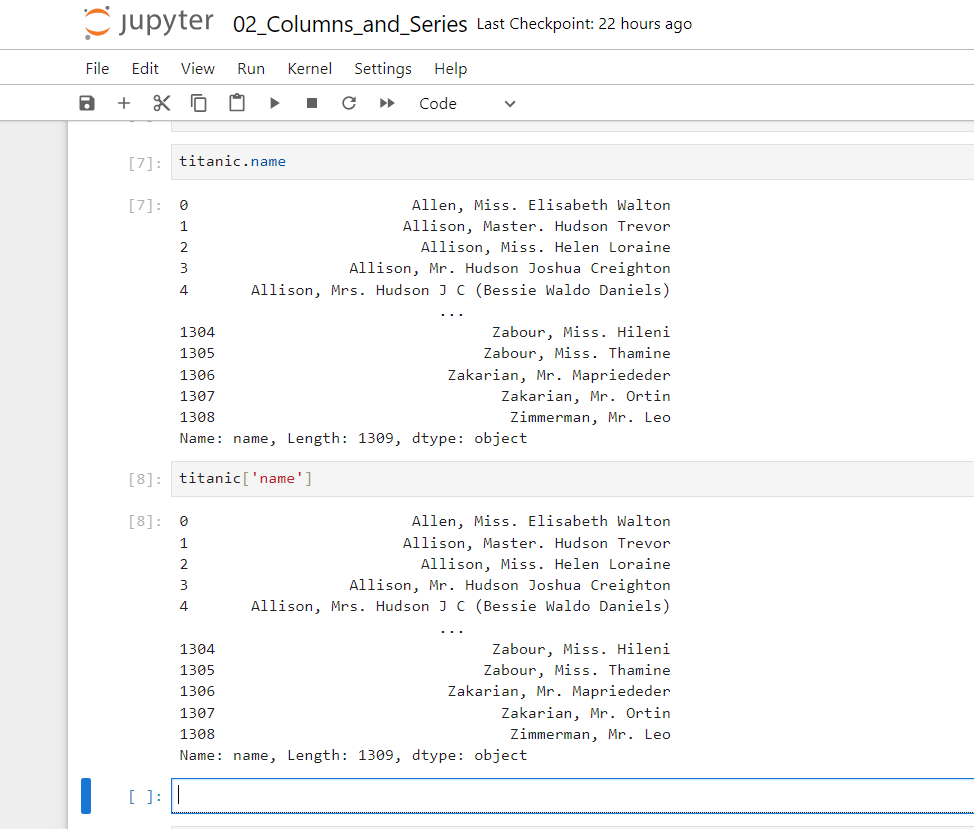 jupyter 02_Columns_and_Series Last Checkpoint: 22 hours ago
File Edit View Run Kernel Settings Help
Code
[7]: titanic.name
[7]: 0 Allen, Miss. Elisabeth Walton
1 Allison, Master. Hudson Trevor
2 Allison, Miss. Helen Loraine
3 Allison, Mr. Hudson Joshua Creighton
4 Allison, Mrs. Hudson J C (Bessie Waldo Daniels)
...
1304 Zabour, Miss. Hileni
1305 Zabour, Miss. Thamine
1306 Zakarian, Mr. Mapriededer
1307 Zakarian, Mr. Ortin
1308 Zimmerman, Mr. Leo
Name: name, Length: 1309, dtype: object
[8]: titanic['name']
[8]: 0 Allen, Miss. Elisabeth Walton
1 Allison, Master. Hudson Trevor
2 Allison, Miss. Helen Loraine
3 Allison, Mr. Hudson Joshua Creighton
4 Allison, Mrs. Hudson J C (Bessie Waldo Daniels)
...
1304 Zabour, Miss. Hileni
1305 Zabour, Miss. Thamine
1306 Zakarian, Mr. Mapriededer
1307 Zakarian, Mr. Ortin
1308 Zimmerman, Mr. Leo
Name: name, Length: 1309, dtype: object
[ ]: